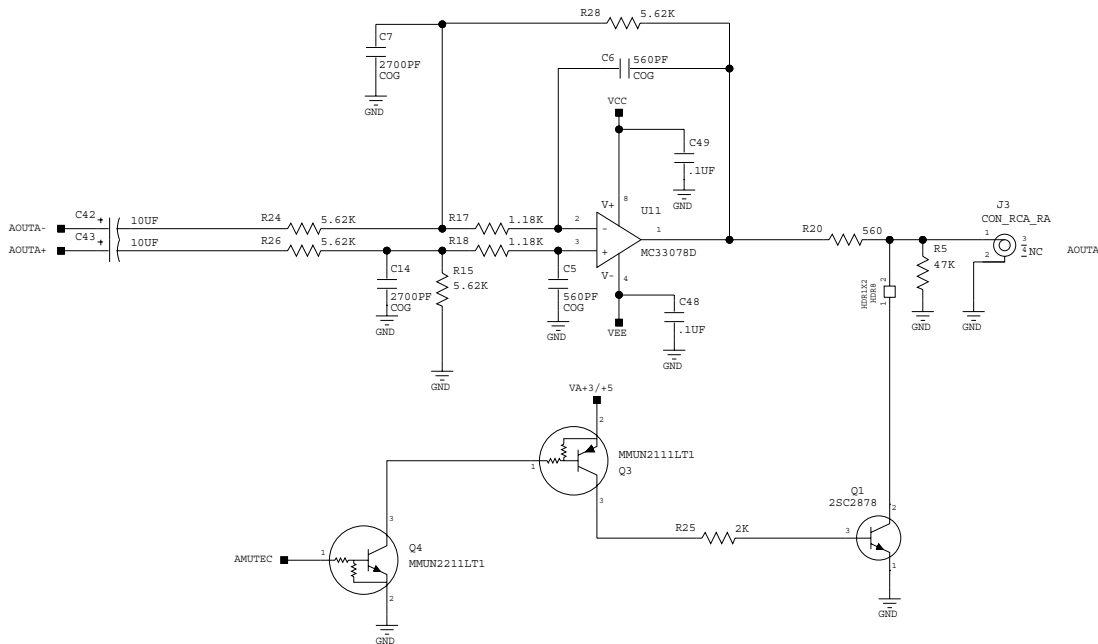 R28 5.62K
C7
2700PF
COG
GND
C6 560PF
COG
VCC
C49
.1UF
GND
8
V+
U11
AOUTA-
C42 + 10UF
R24 5.62K
R17 1.18K
2
-
1
AOUTA+
C43 + 10UF
R26 5.62K
R18 1.18K
3
+
MC33078D
V-
4
R20 560
J3
CON_RCA_RA
1
2
3
4
NC
AOUTA
R5
47K
GND
GND
C14
2700PF
COG
GND
R15
5.62K
GND
C5
560PF
COG
GND
C48
.1UF
GND
VEE
HDR1X2
HDR8
2
1
VA+3/+5
2
MMUN2111LT1
Q3
1
3
R25 2K
Q1
2SC2878
2
3
1
GND
AMUTEC
1
3
Q4
MMUN2211LT1
2
GND